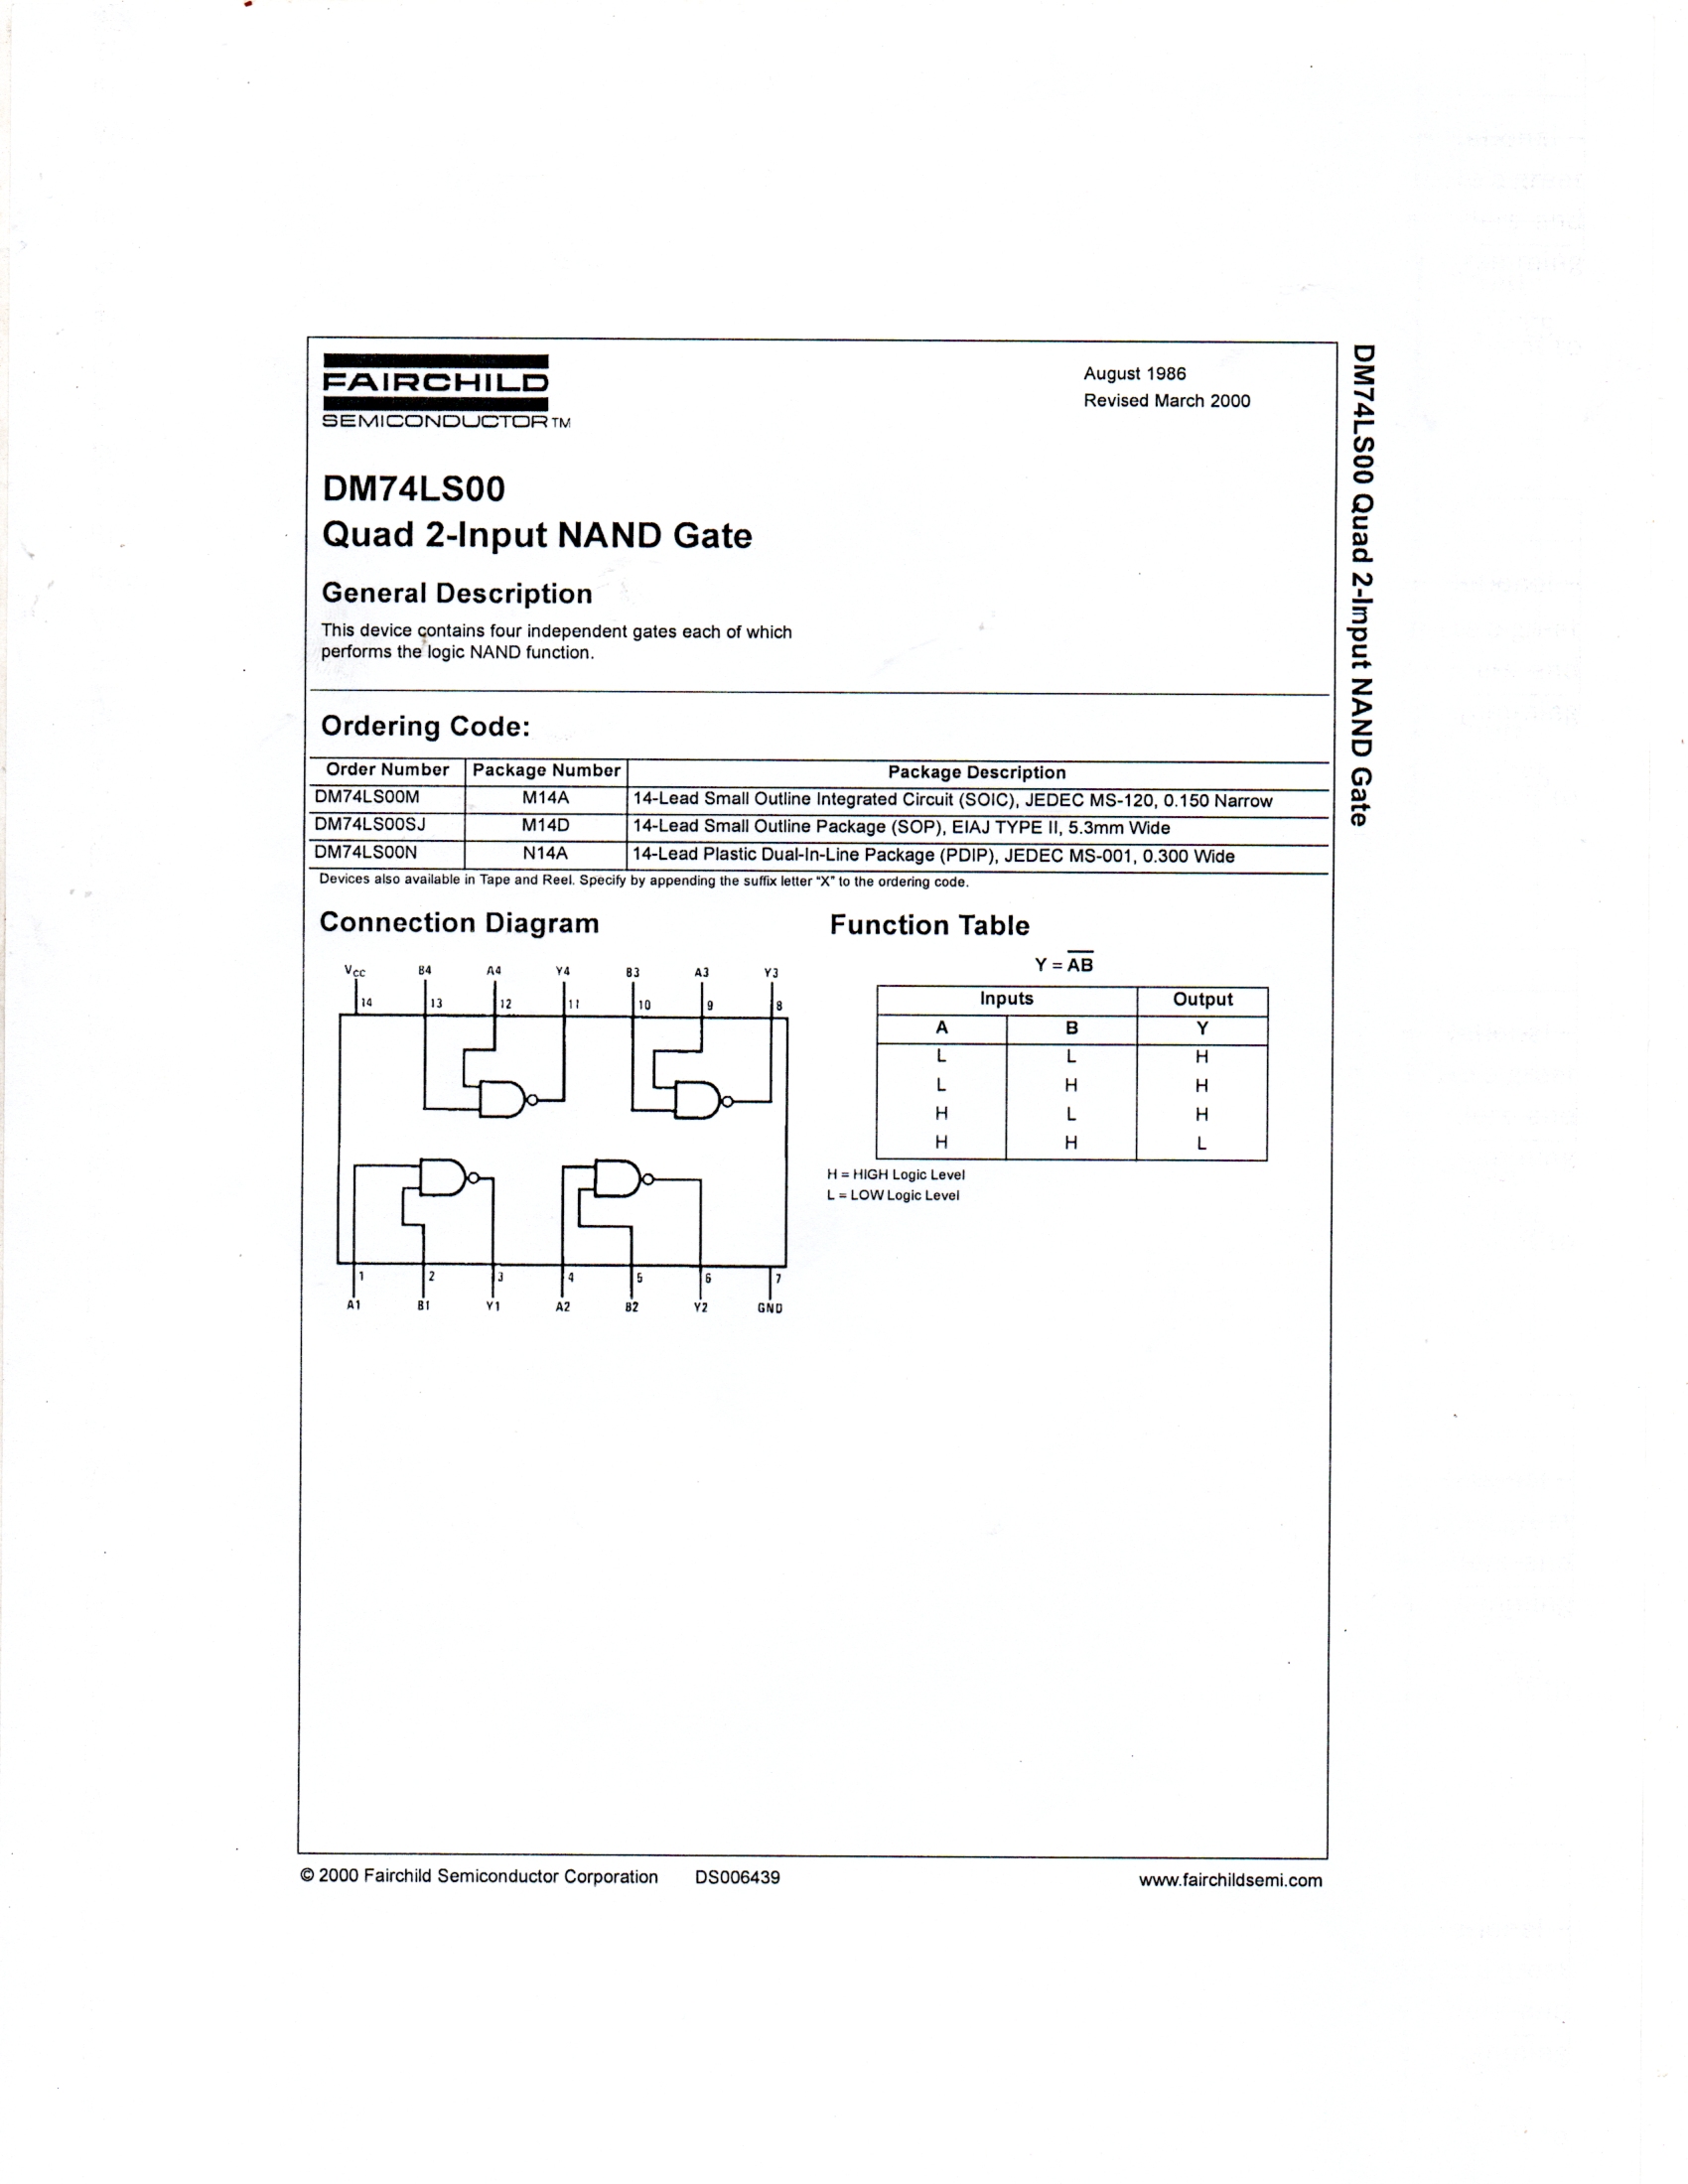 FAIRCHILD
SEMICONDUCTOR TM
August 1986
Revised March 2000
DM74LS00
Quad 2-Input NAND Gate
General Description
This device contains four independent gates each of which
performs the logic NAND function.
Ordering Code:
Order Number Package Number Package Description
DM74LS00M M14A 14-Lead Small Outline Integrated Circuit (SOIC), JEDEC MS-120, 0.150 Narrow
DM74LS00SJ M14D 14-Lead Small Outline Package (SOP), EIAJ TYPE II, 5.3mm Wide
DM74LS00N N14A 14-Lead Plastic Dual-In-Line Package (PDIP), JEDEC MS-001, 0.300 Wide
Devices also available in Tape and Reel. Specify by appending the suffix letter “X” to the ordering code.
Connection Diagram
VCC B4 A4 Y4 B3 A3 Y3
14 13 12 11 10 9 8
1 2 3 4 5 6 7
A1 B1 Y1 A2 B2 Y2 GND
Function Table
Y = A̅B̅
Inputs Output
A B Y
L L H
L H H
H L H
H H L
H = HIGH Logic Level
L = LOW Logic Level
© 2000 Fairchild Semiconductor Corporation DS006439 www.fairchildsemi.com
DM74LS00 Quad 2-Input NAND Gate